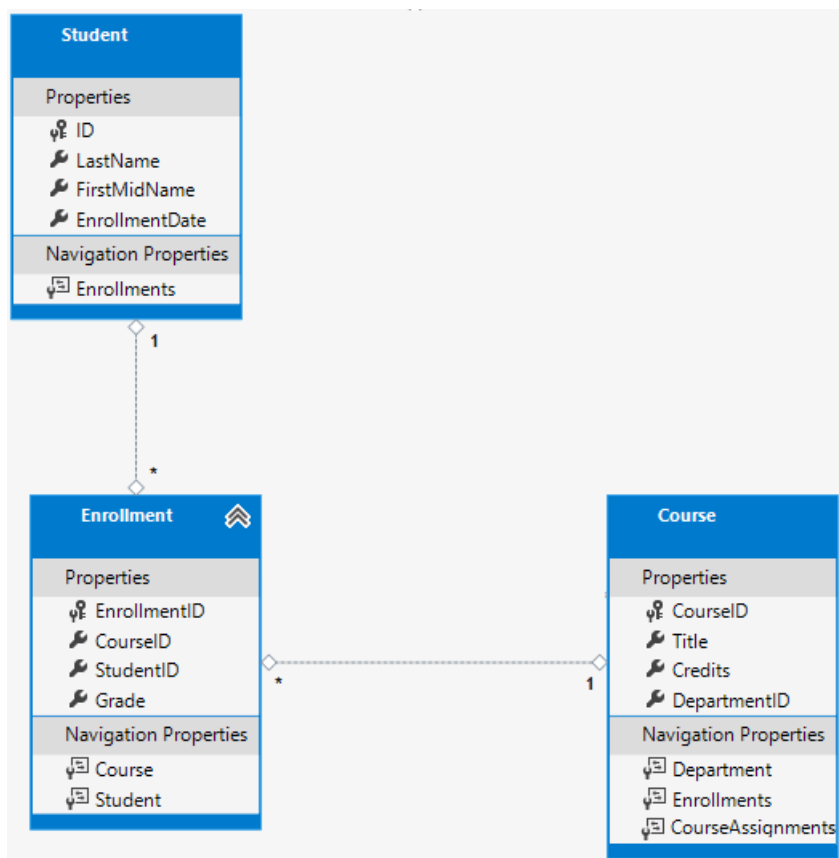 Student
Properties
ID
LastName
FirstMidName
EnrollmentDate
Navigation Properties
Enrollments
1
*
Enrollment
Properties
EnrollmentID
CourseID
StudentID
Grade
Navigation Properties
Course
Student
*
1
Course
Properties
CourseID
Title
Credits
DepartmentID
Navigation Properties
Department
Enrollments
CourseAssignments